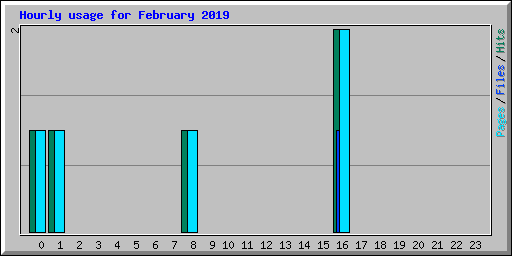 Hourly usage for February 2019
2
Pages/Files/Hits
0 1 2 3 4 5 6 7 8 9 10 11 12 13 14 15 16 17 18 19 20 21 22 23